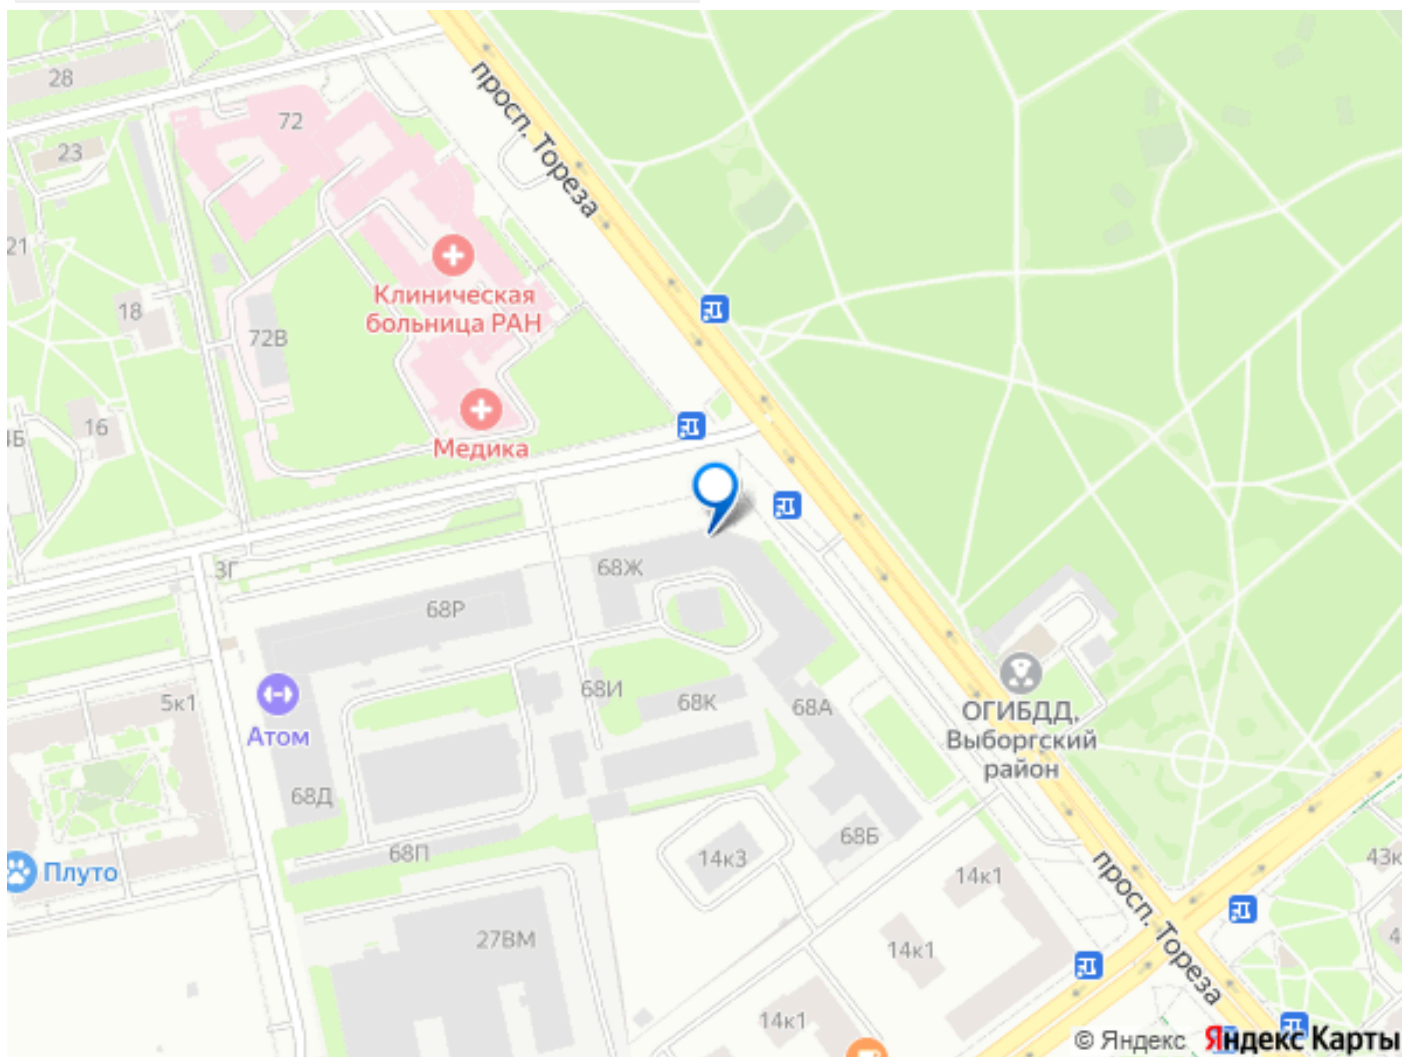 28
просп. Тореза
72
23
21
Клиническая
больница РАН
18
72В
16
4Б
Медика
3Г
68Ж
68Р
5к1
68И
68К
68А
Атом
ОГИБДД,
Выборгский
район
68Д
68П
68Б
14к3
Плуто
14к1
43к
просп. Тореза
27ВМ
14к1
4
14к1
© Яндекс Яндекс Карты